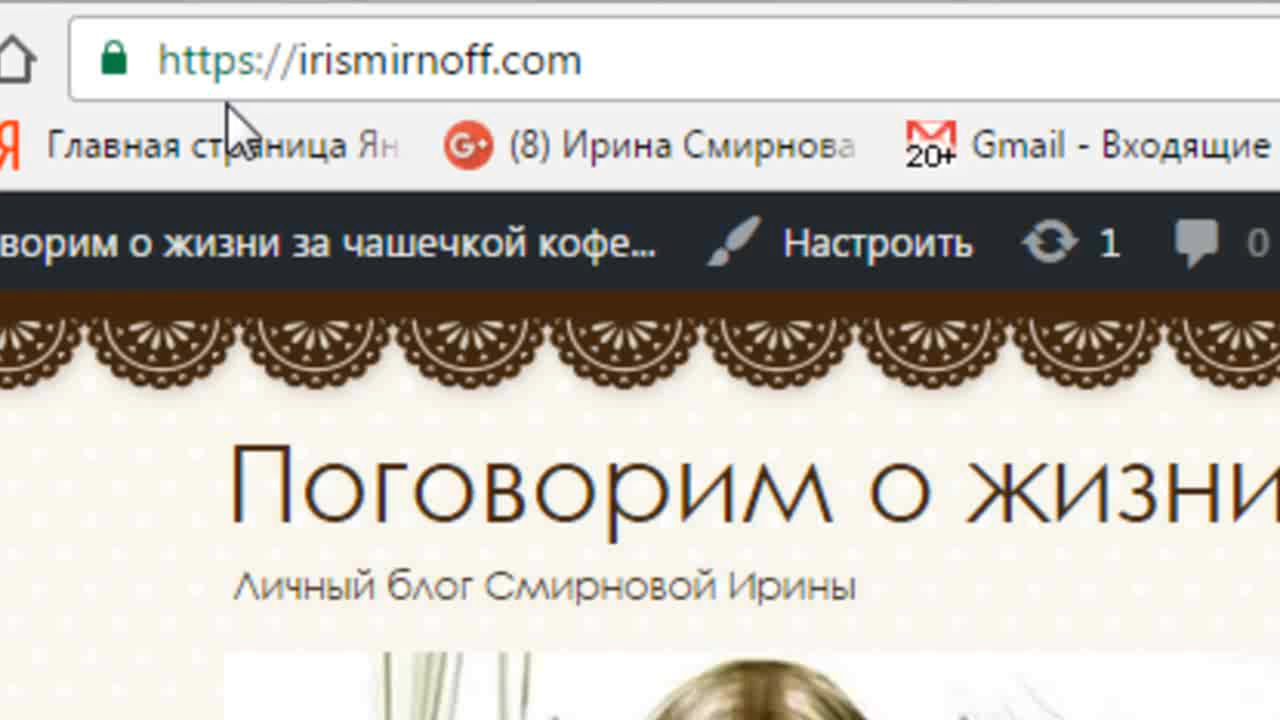 https://irismirnoff.com
Я Главная страница Ян G+ (8) Ирина Смирнова 20+ Gmail - Входящие
ворим о жизни за чашечкой кофе... Настроить 1 0
Поговорим о жизни
Личный блог Смирновой Ирины